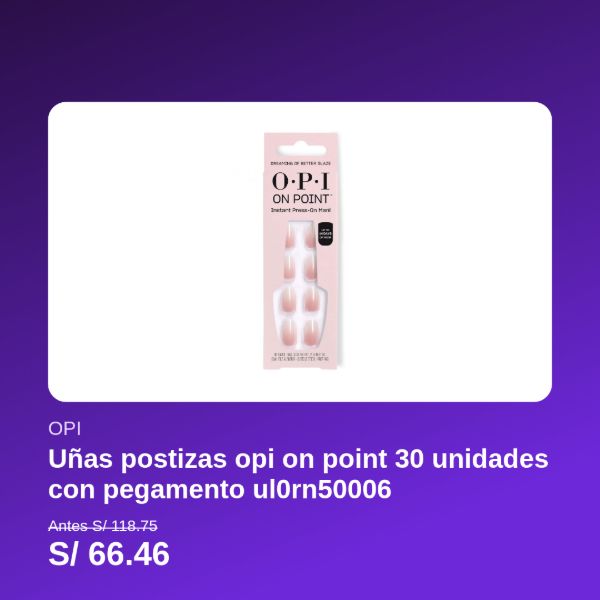 DREAMING OF BETTER GLAZE
O·P·I
ON POINT
Instant Press-On Mani
OPI
Uñas postizas opi on point 30 unidades
con pegamento ul0rn50006
Antes S/ 118.75
S/ 66.46